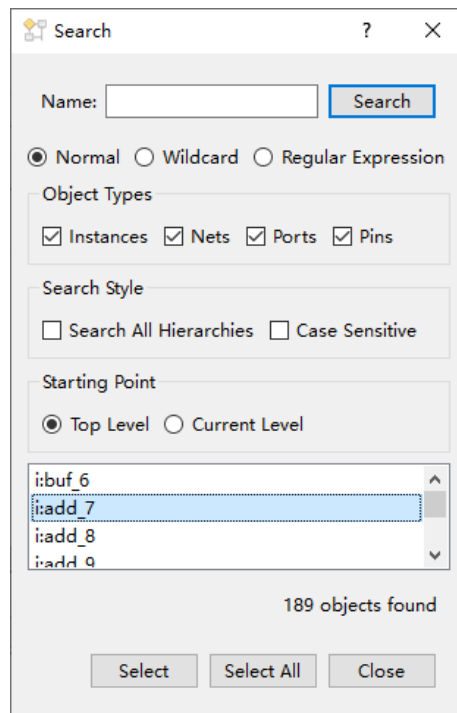 Search
Name: Search
Normal Wildcard Regular Expression
Object Types
Instances Nets Ports Pins
Search Style
Search All Hierarchies Case Sensitive
Starting Point
Top Level Current Level
i:buf_6
i:add_7
i:add_8
i:add_9
189 objects found
Select Select All Close